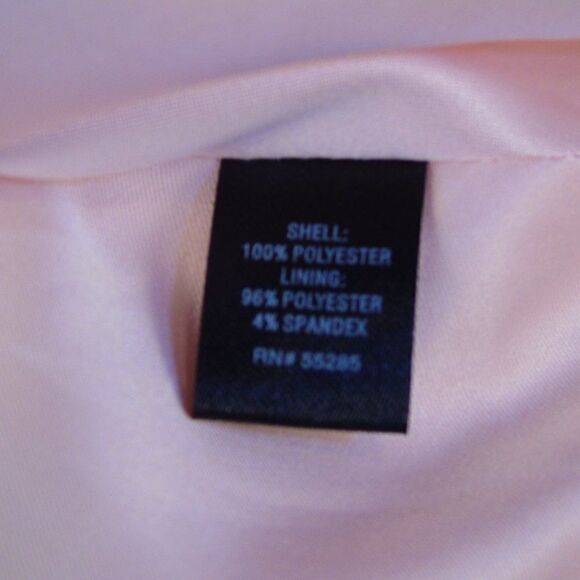 SHELL:
100% POLYESTER
LINING:
96% POLYESTER
4% SPANDEX
RN# 55285